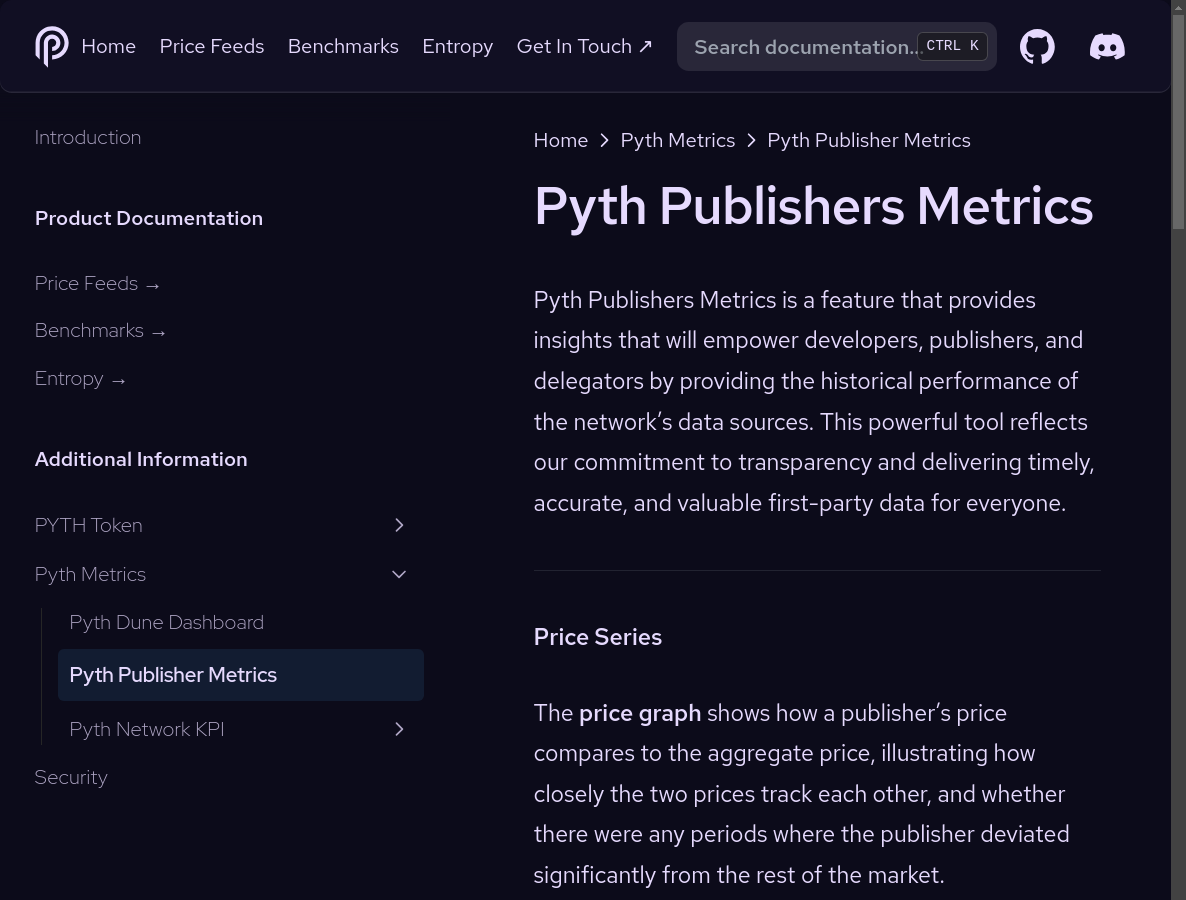 Home Price Feeds Benchmarks Entropy Get In Touch ↗ Search documentation... CTRL K
Introduction
Product Documentation
Price Feeds →
Benchmarks →
Entropy →
Additional Information
PYTH Token
Pyth Metrics
Pyth Dune Dashboard
Pyth Publisher Metrics
Pyth Network KPI
Security
Home > Pyth Metrics > Pyth Publisher Metrics
Pyth Publishers Metrics
Pyth Publishers Metrics is a feature that provides
insights that will empower developers, publishers, and
delegators by providing the historical performance of
the network’s data sources. This powerful tool reflects
our commitment to transparency and delivering timely,
accurate, and valuable first-party data for everyone.
Price Series
The price graph shows how a publisher’s price
compares to the aggregate price, illustrating how
closely the two prices track each other, and whether
there were any periods where the publisher deviated
significantly from the rest of the market.